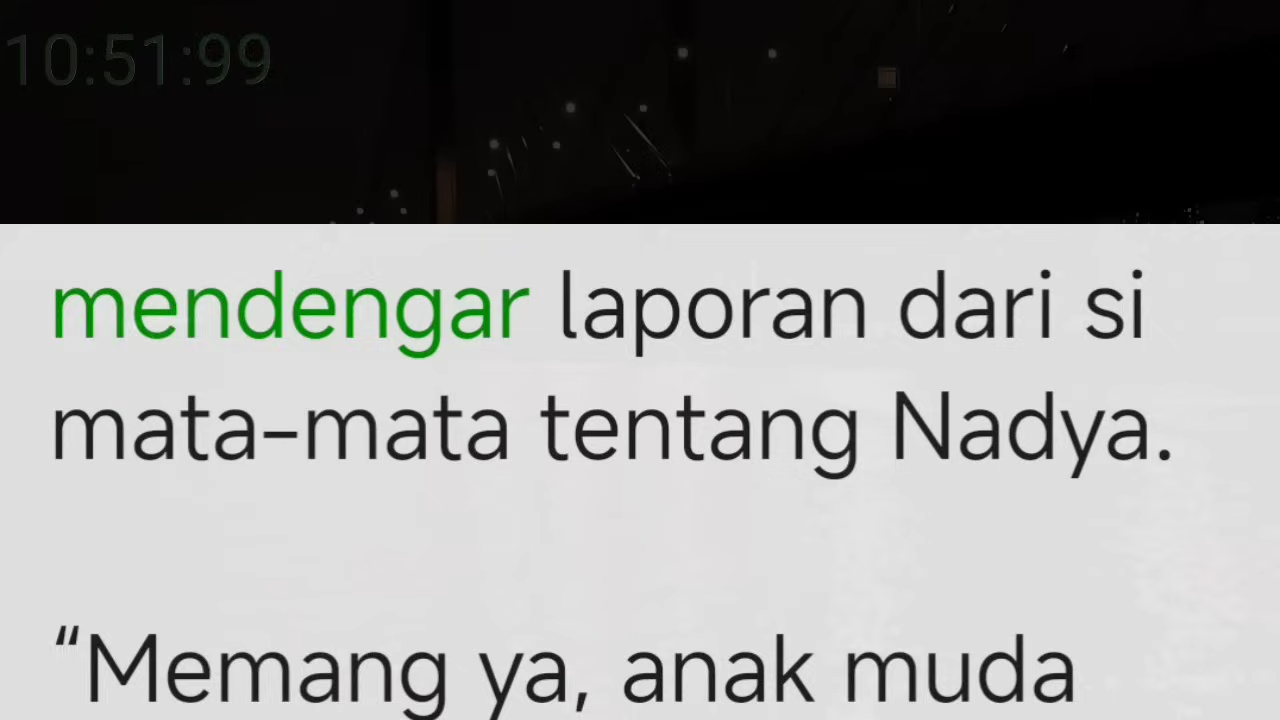 10:51:99
mendengar laporan dari si
mata-mata tentang Nadya.
“Memang ya, anak muda